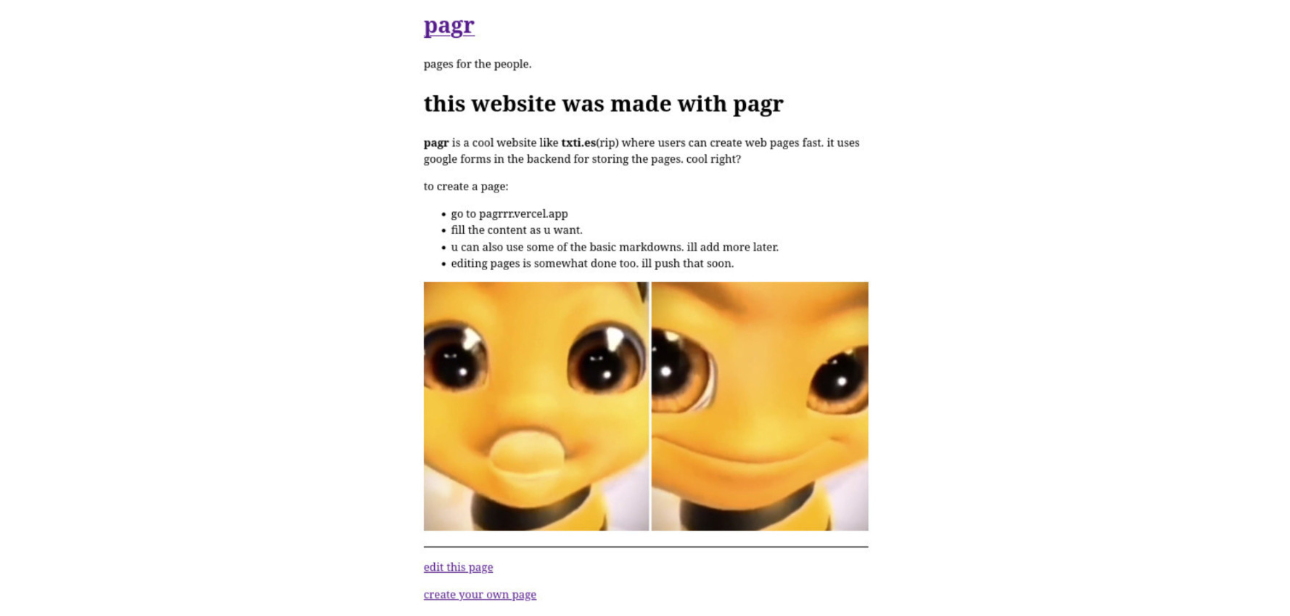 pagr
pages for the people.
this website was made with pagr
pagr is a cool website like txti.es(rip) where users can create web pages fast. it uses
google forms in the backend for storing the pages. cool right?
to create a page:
• go to pagrrr.vercel.app
• fill the content as u want.
• u can also use some of the basic markdowns. ill add more later.
• editing pages is somewhat done too. ill push that soon.
edit this page
create your own page